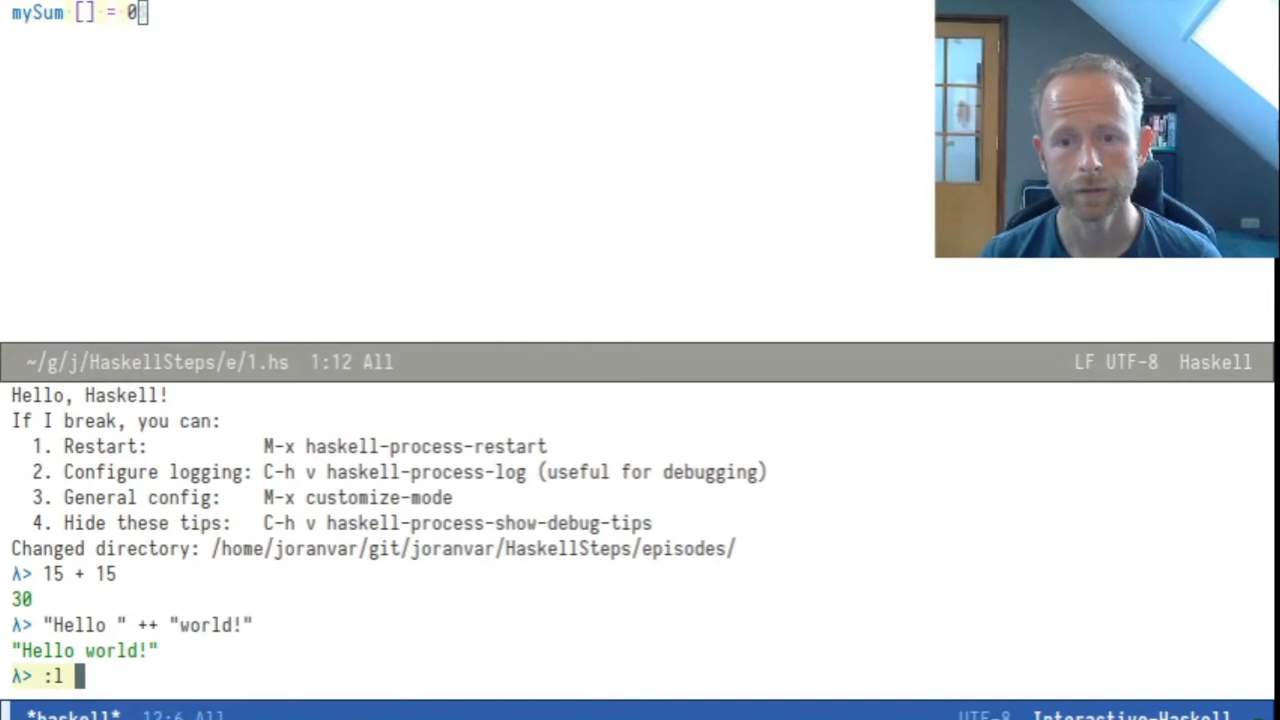 mySum [] = 0
~/g/j/HaskellSteps/e/1.hs 1:12 All LF UTF-8 Haskell
Hello, Haskell!
If I break, you can:
1. Restart: M-x haskell-process-restart
2. Configure logging: C-h v haskell-process-log (useful for debugging)
3. General config: M-x customize-mode
4. Hide these tips: C-h v haskell-process-show-debug-tips
Changed directory: /home/joranvar/git/joranvar/HaskellSteps/episodes/
λ> 15 + 15
30
λ> "Hello " ++ "world!"
"Hello world!"
λ> :l
*haskell* 12:6 All UTF-8 Interactive-Haskell